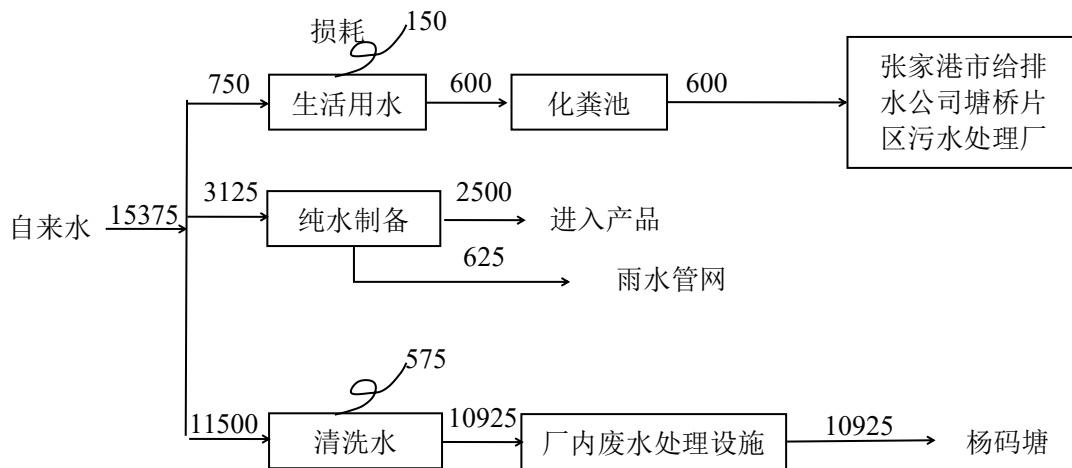 损耗
150
750
生活用水
600
化粪池
600
张家港市给排
水公司塘桥片
区污水处理厂
自来水
15375
3125
纯水制备
2500
进入产品
625
雨水管网
575
11500
清洗水
10925
厂内废水处理设施
10925
杨码塘